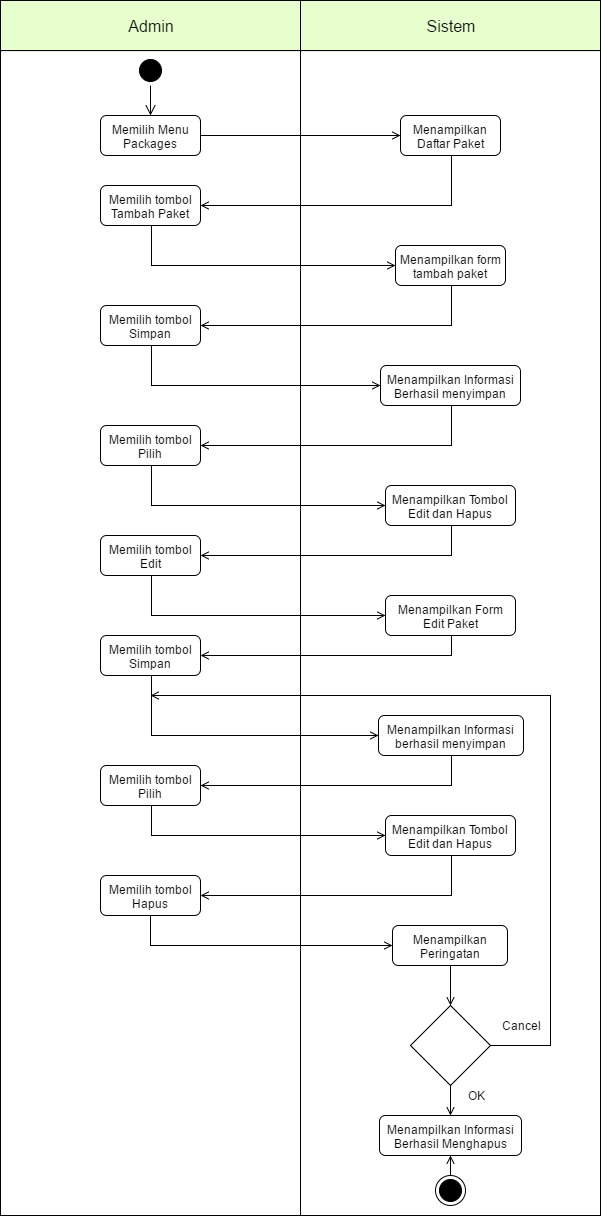 Admin
Sistem
Memilih Menu
Packages
Menampilkan
Daftar Paket
Memilih tombol
Tambah Paket
Menampilkan form
tambah paket
Memilih tombol
Simpan
Menampilkan Informasi
Berhasil menyimpan
Memilih tombol
Pilih
Menampilkan Tombol
Edit dan Hapus
Memilih tombol
Edit
Menampilkan Form
Edit Paket
Memilih tombol
Simpan
Menampilkan Informasi
berhasil menyimpan
Memilih tombol
Pilih
Menampilkan Tombol
Edit dan Hapus
Memilih tombol
Hapus
Menampilkan
Peringatan
Cancel
OK
Menampilkan Informasi
Berhasil Menghapus